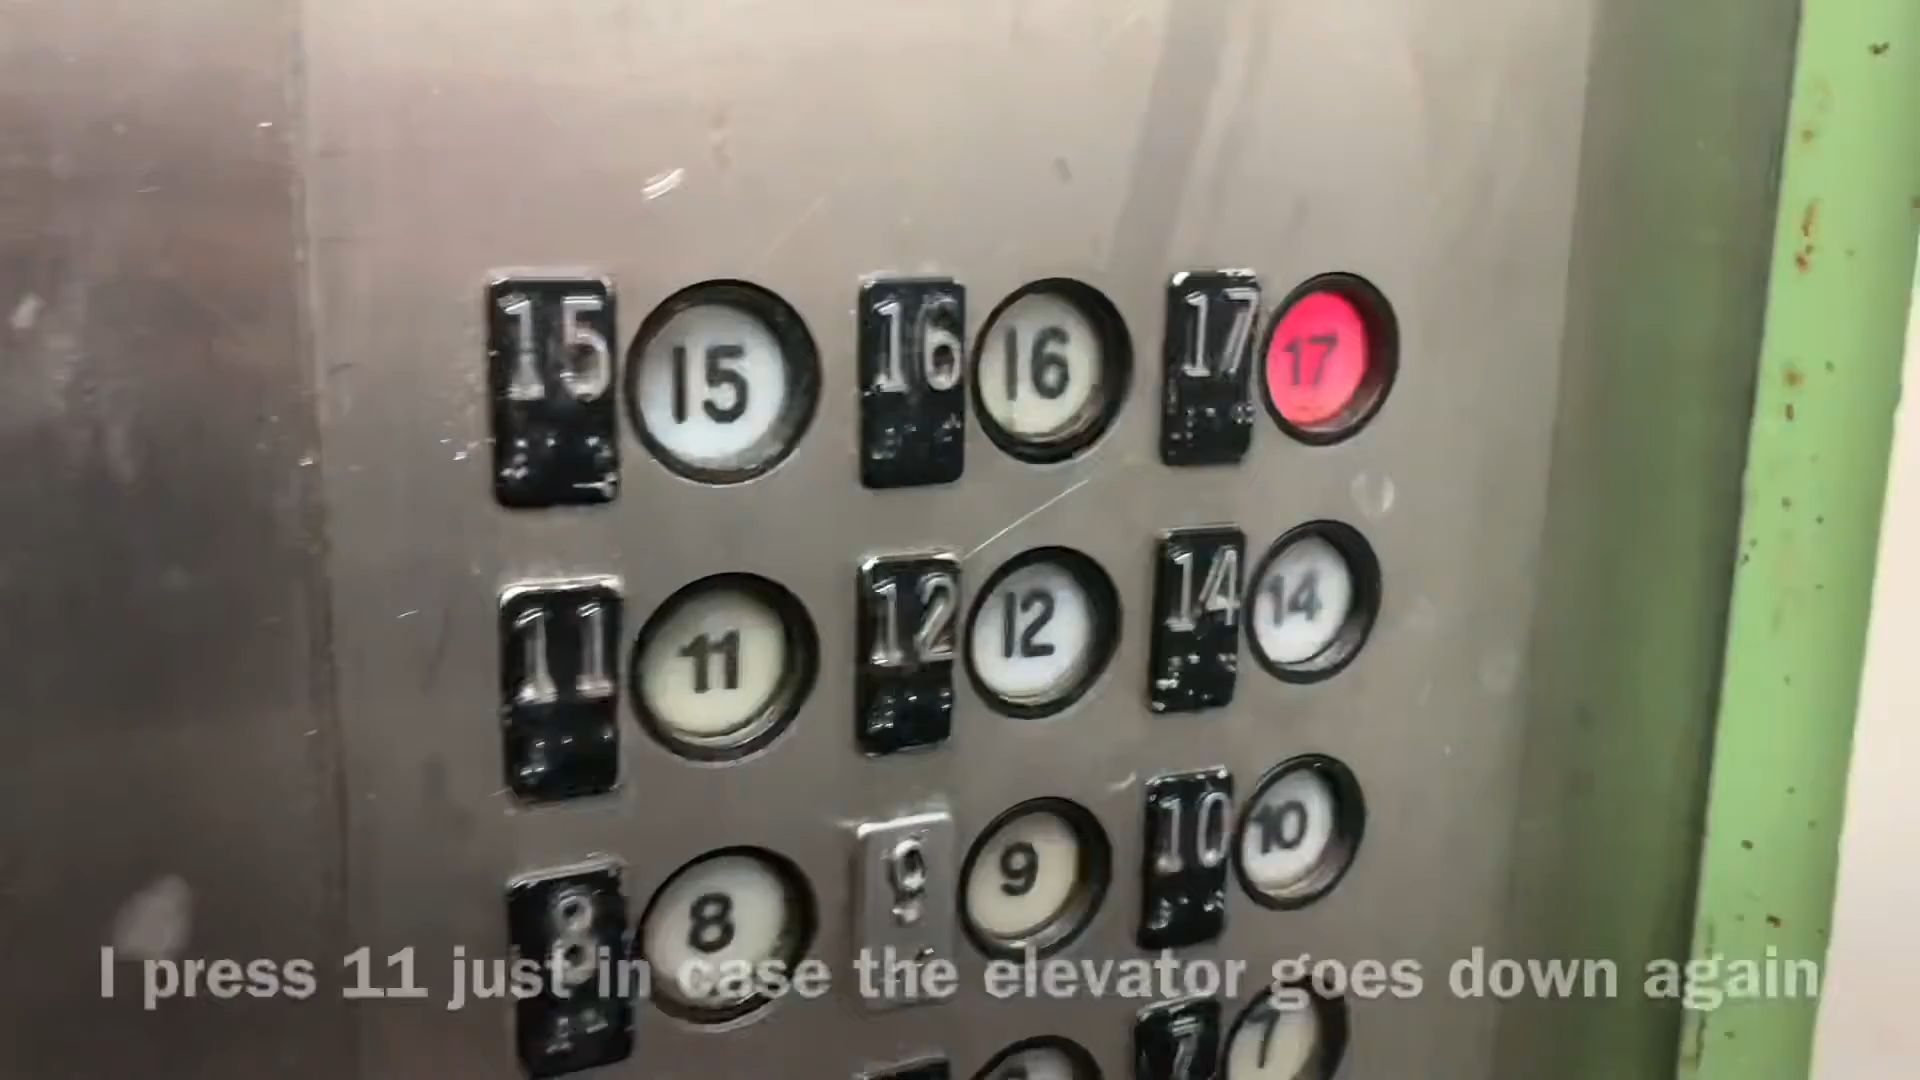 15 15 16 16 17 17
11 11 12 12 14 14
8 8 9 9 10 10
I press 11 just in case the elevator goes down again
7 7